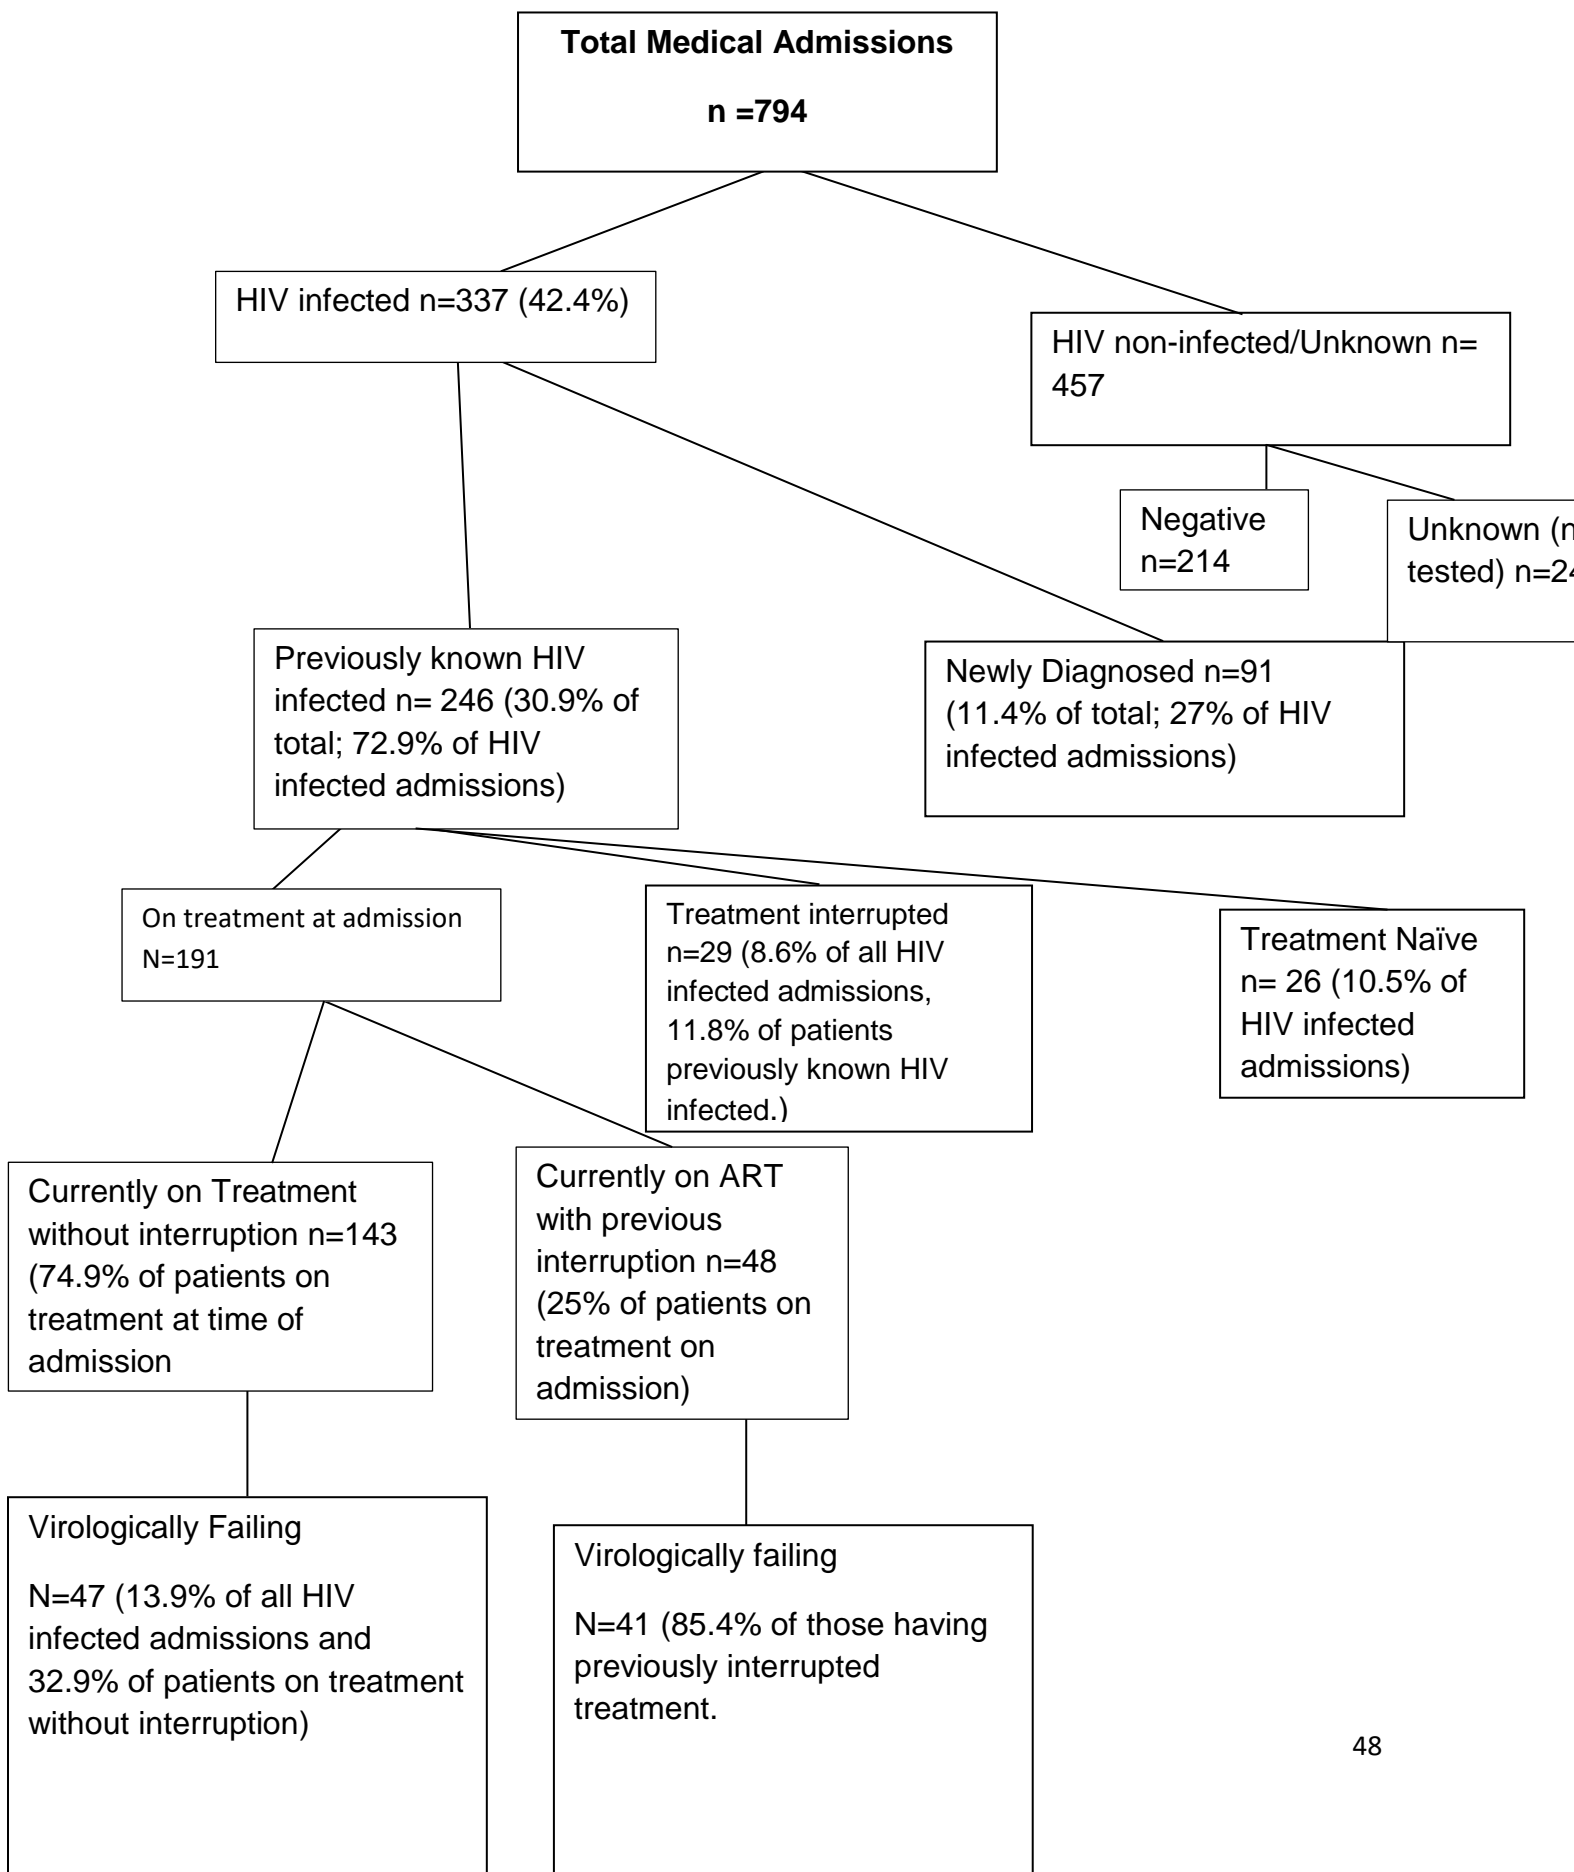 Total Medical Admissions
n =794
HIV infected n=337 (42.4%)
HIV non-infected/Unknown n=
457
Negative
n=214
Unknown (n
tested) n=24
Previously known HIV
infected n= 246 (30.9% of
total; 72.9% of HIV
infected admissions)
Newly Diagnosed n=91
(11.4% of total; 27% of HIV
infected admissions)
On treatment at admission
N=191
Treatment interrupted
n=29 (8.6% of all HIV
infected admissions,
11.8% of patients
previously known HIV
infected.)
Treatment Naïve
n= 26 (10.5% of
HIV infected
admissions)
Currently on Treatment
without interruption n=143
(74.9% of patients on
treatment at time of
admission
Currently on ART
with previous
interruption n=48
(25% of patients on
treatment on
admission)
Virologically Failing
N=47 (13.9% of all HIV
infected admissions and
32.9% of patients on treatment
without interruption)
Virologically failing
N=41 (85.4% of those having
previously interrupted
treatment.
48